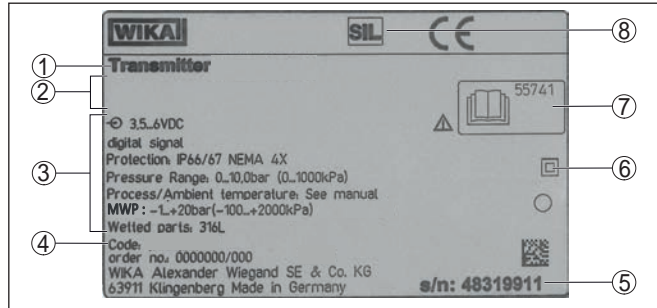 WIKA SIL CE
⑧
① Transmitter
②
55741
⑦
③
3,5...6VDC
digital signal
Protection: IP66/67 NEMA 4X
Pressure Range: 0...10,0bar (0...1000kPa)
Process/Ambient temperature: See manual
MWP : -1...+20bar(-100...+2000kPa)
Wetted parts: 316L
⑥
④ Code:
order no.: 0000000/000
WIKA Alexander Wiegand SE & Co. KG
63911 Klingenberg Made in Germany
s/n: 48319911
⑤